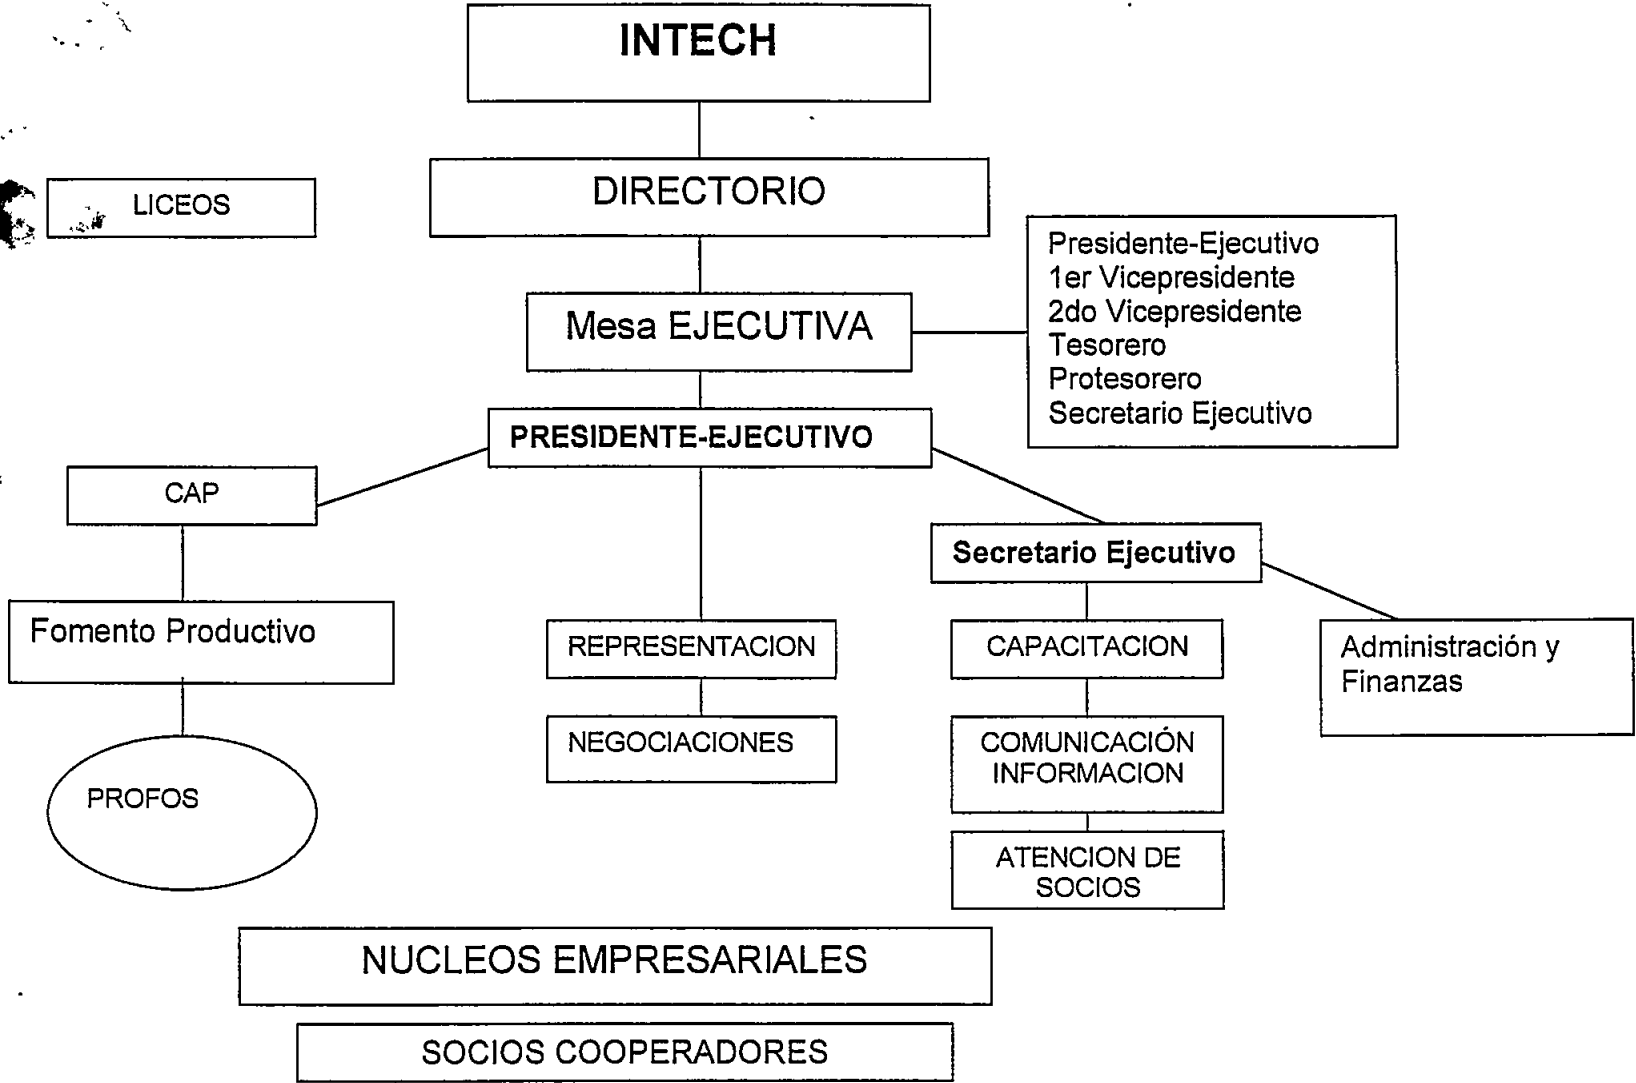 INTECH
DIRECTORIO
LICEOS
Presidente-Ejecutivo
1er Vicepresidente
2do Vicepresidente
Tesorero
Protesorero
Secretario Ejecutivo
Mesa EJECUTIVA
PRESIDENTE-EJECUTIVO
CAP
Secretario Ejecutivo
Fomento Productivo
REPRESENTACION
CAPACITACION
Administración y
Finanzas
NEGOCIACIONES
COMUNICACIÓN
INFORMACION
PROFOS
ATENCION DE
SOCIOS
NUCLEOS EMPRESARIALES
SOCIOS COOPERADORES